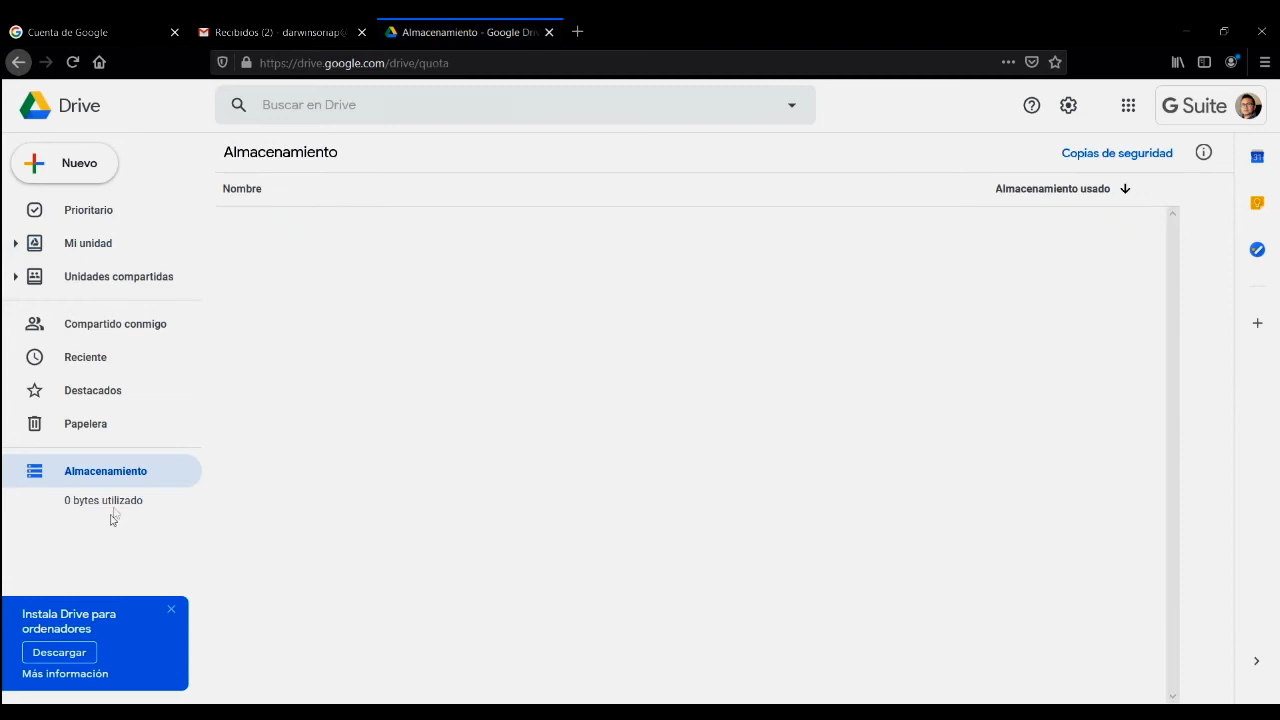 Cuenta de Google
Recibidos (2) - darwinsoriap@
Almacenamiento - Google Dri
https://drive.google.com/drive/quota
Drive
Buscar en Drive
G Suite
Nuevo
Almacenamiento
Copias de seguridad
Nombre
Almacenamiento usado
Prioritario
Mi unidad
Unidades compartidas
Compartido conmigo
Reciente
Destacados
Papelera
Almacenamiento
0 bytes utilizado
Instala Drive para
ordenadores
Descargar
Más información
31